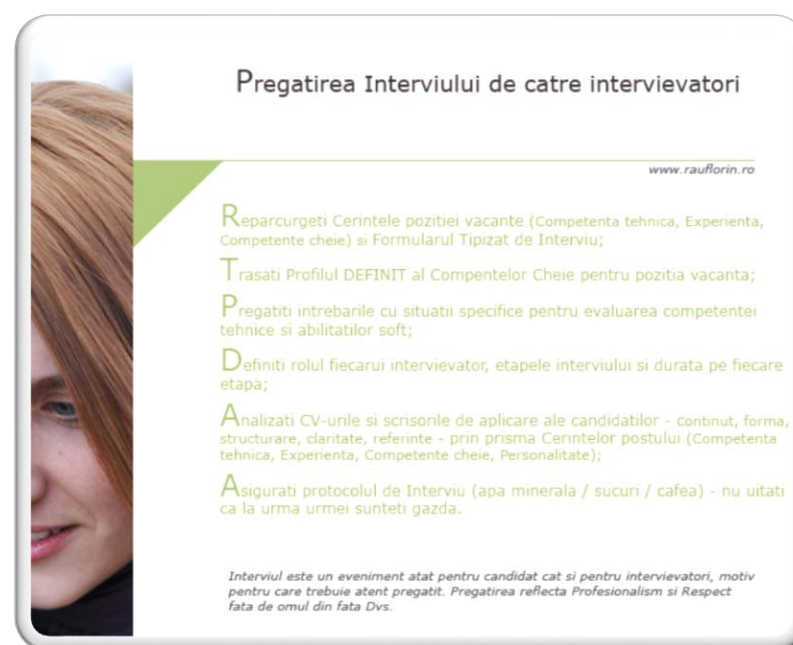 Pregatirea Interviului de catre intervievatori
www.rauflorin.ro
Reparcurgeti Cerintele pozitiei vacante (Competenta tehnica, Experienta,
Competente cheie) si Formularul Tipizat de Interviu;
Trasati Profilul DEFINIT al Compentelor Cheie pentru pozitia vacanta;
Pregatiti intrebarile cu situatii specifice pentru evaluarea competentei
tehnice si abilitatilor soft;
Definiti rolul fiecarui intervievator, etapele interviului si durata pe fiecare
etapa;
Analizati CV-urile si scrisorile de aplicare ale candidatilor - continut, forma,
structurare, claritate, referinte - prin prisma Cerintelor postului (Competenta
tehnica, Experienta, Competente cheie, Personalitate);
Asigurati protocolul de Interviu (apa minerala / sucuri / cafea) - nu uitati
ca la urma urmei sunteti gazda.
Interviul este un eveniment atat pentru candidat cat si pentru intervievatori, motiv
pentru care trebuie atent pregatit. Pregatirea reflecta Profesionalism si Respect
fata de omul din fata Dvs.